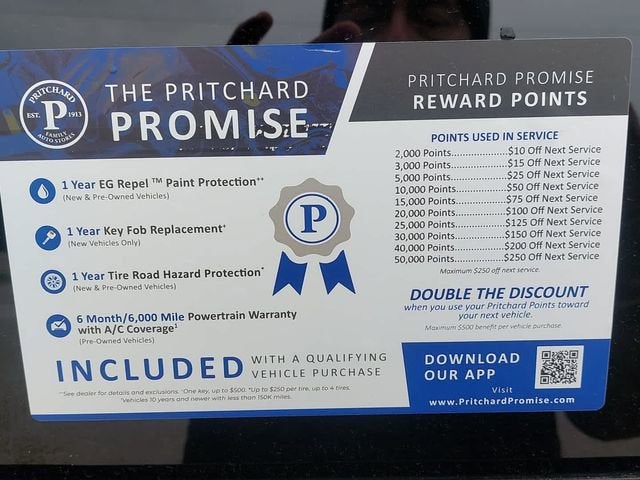 PRITCHARD
EST. P 1913
FAMILY
AUTO STORES
THE PRITCHARD
PROMISE
1 Year EG Repel ™ Paint Protection**
(New & Pre-Owned Vehicles)
1 Year Key Fob Replacement+
(New Vehicles Only)
1 Year Tire Road Hazard Protection*
(New & Pre-Owned Vehicles)
6 Month/6,000 Mile Powertrain Warranty
with A/C Coverage¹
(Pre-Owned Vehicles)
P
INCLUDED WITH A QUALIFYING
VEHICLE PURCHASE
**See dealer for details and exclusions. +One key, up to $500. *Up to $250 per tire, up to 4 tires.
¹Vehicles 10 years and newer with less than 150K miles.
PRITCHARD PROMISE
REWARD POINTS
POINTS USED IN SERVICE
2,000 Points....................$10 Off Next Service
3,000 Points....................$15 Off Next Service
5,000 Points....................$25 Off Next Service
10,000 Points..................$50 Off Next Service
15,000 Points..................$75 Off Next Service
20,000 Points................$100 Off Next Service
25,000 Points................$125 Off Next Service
30,000 Points................$150 Off Next Service
40,000 Points................$200 Off Next Service
50,000 Points................$250 Off Next Service
Maximum $250 off next service.
DOUBLE THE DISCOUNT
when you use your Pritchard Points toward
your next vehicle.
Maximum $500 benefit per vehicle purchase.
DOWNLOAD
OUR APP
Visit
www.PritchardPromise.com